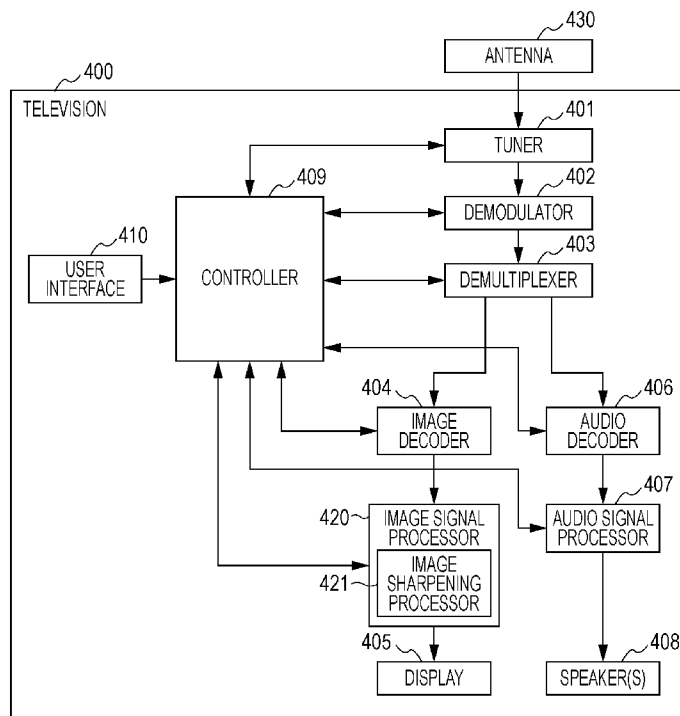 430
ANTENNA
400
TELEVISION
401
TUNER
409
402
DEMODULATOR
410
403
USER
INTERFACE
CONTROLLER
DEMULTIPLEXER
404
406
IMAGE
DECODER
AUDIO
DECODER
407
420
IMAGE SIGNAL
PROCESSOR
AUDIO SIGNAL
PROCESSOR
421
IMAGE
SHARPENING
PROCESSOR
405
408
DISPLAY
SPEAKER(S)